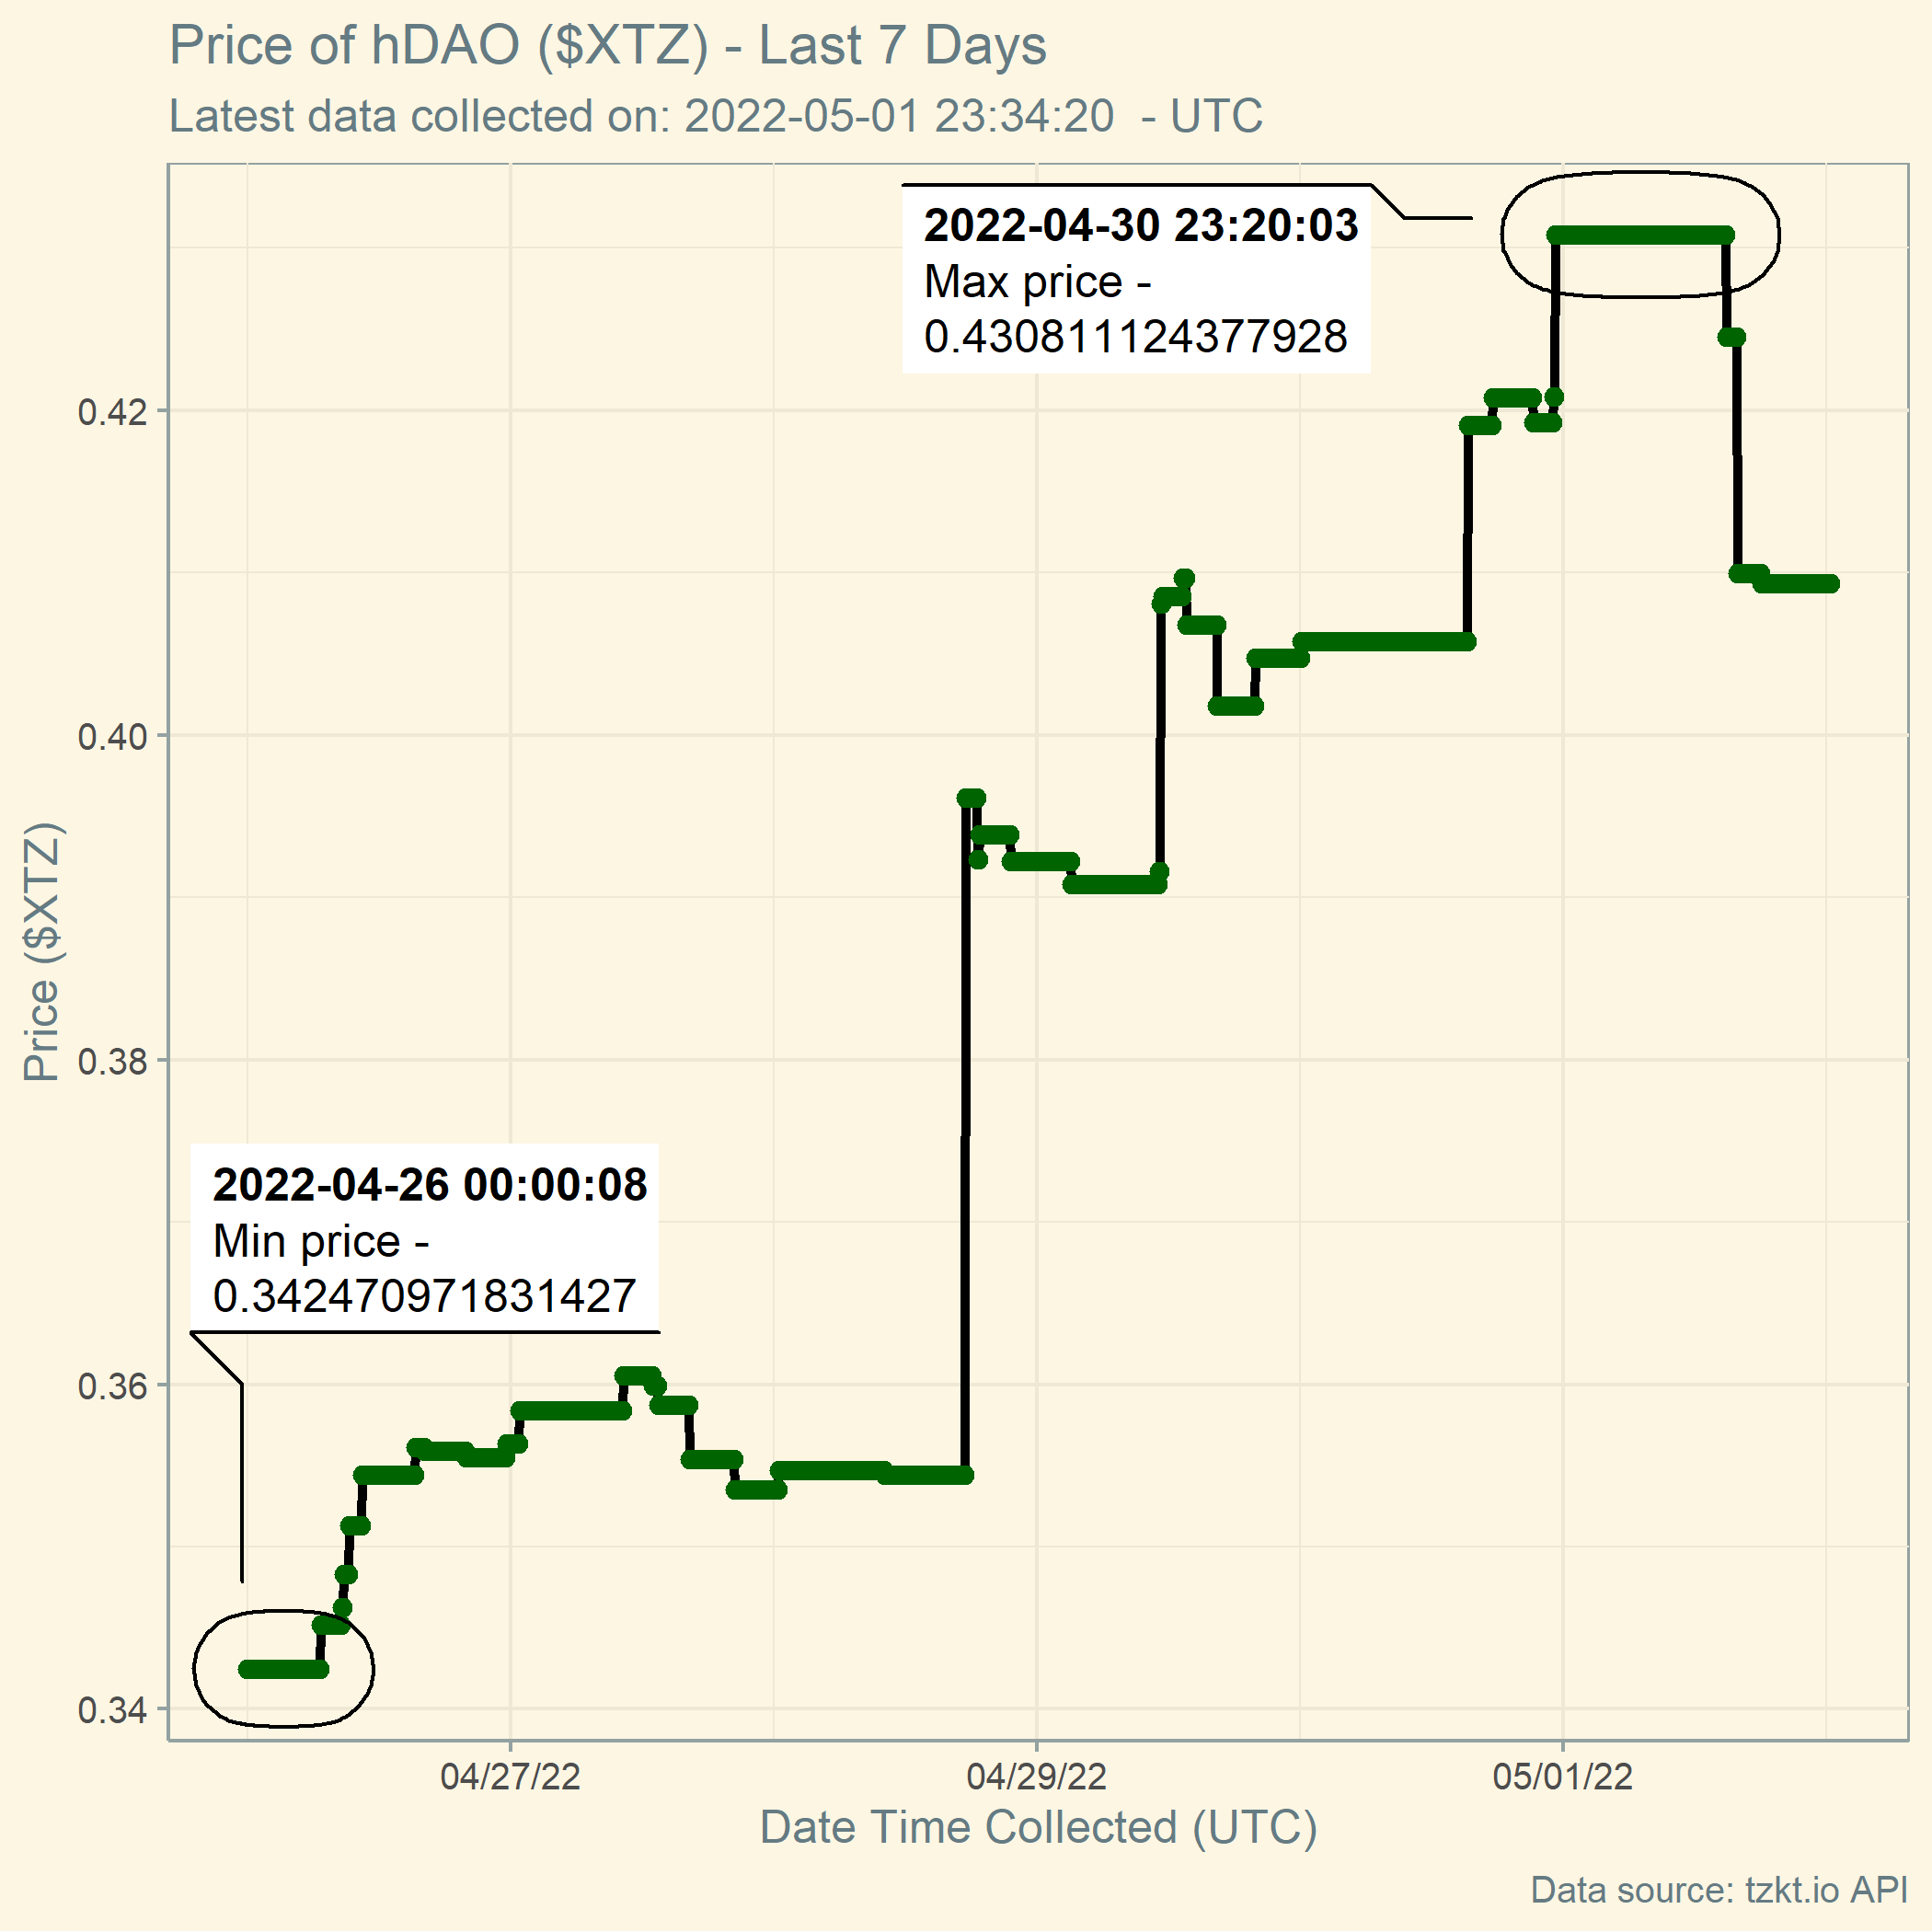 Price of hDAO ($XTZ) - Last 7 Days
Latest data collected on: 2022-05-01 23:34:20  - UTC
2022-04-30 23:20:03
Max price -
0.430811124377928
0.42
0.40
0.38
0.36
0.34
Price ($XTZ)
2022-04-26 00:00:08
Min price -
0.342470971831427
04/27/22
04/29/22
05/01/22
Date Time Collected (UTC)
Data source: tzkt.io API